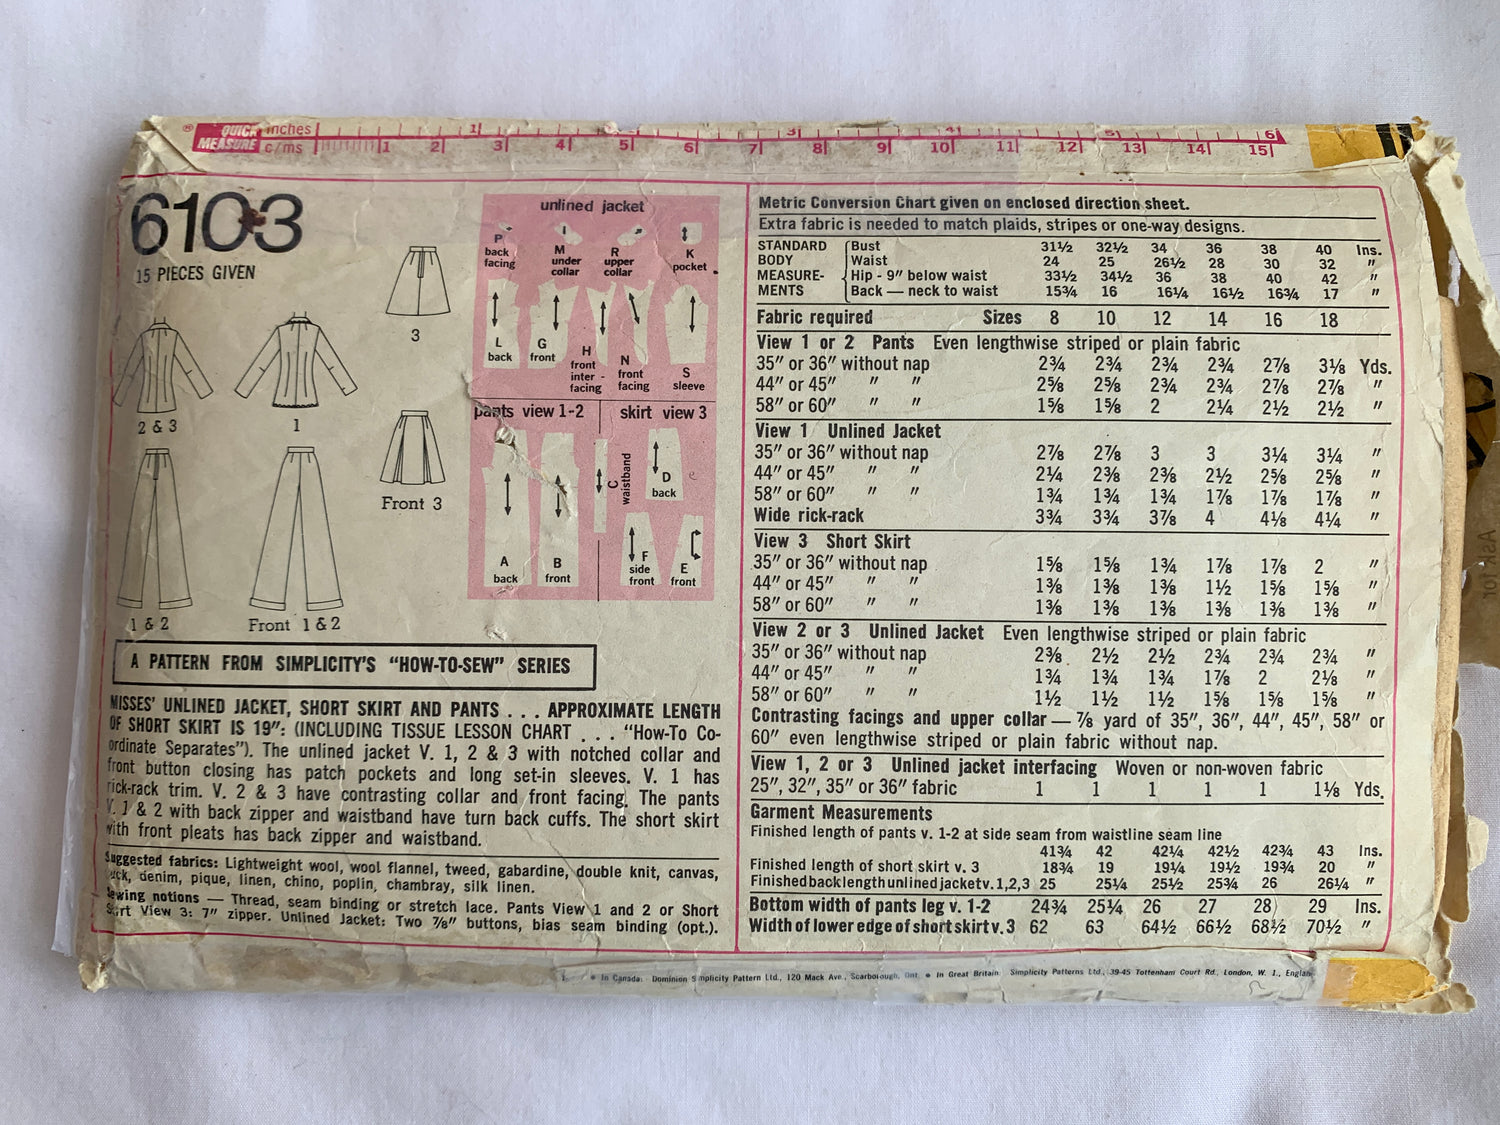 ® QUICK MEASURE inches 1 3 4 5 6
c/ms 1 2 3 4 5 6 7 8 9 10 11 12 13 14 15
6103
15 PIECES GIVEN
3
2 & 3
1
Front 3
1 & 2
Front 1 & 2
unlined jacket
P back facing
I
M under collar
R upper collar
K pocket
L back
G front
H front inter - facing
N front facing
S sleeve
pants view 1-2
skirt view 3
A back
B front
C waistband
D back
F side front
E front
A PATTERN FROM SIMPLICITY'S "HOW-TO-SEW" SERIES
MISSES' UNLINED JACKET, SHORT SKIRT AND PANTS . . . APPROXIMATE LENGTH
OF SHORT SKIRT IS 19": (INCLUDING TISSUE LESSON CHART . . . "How-To Co-
ordinate Separates"). The unlined jacket V. 1, 2 & 3 with notched collar and
front button closing has patch pockets and long set-in sleeves. V. 1 has
rick-rack trim. V. 2 & 3 have contrasting collar and front facing. The pants
V. 1 & 2 with back zipper and waistband have turn back cuffs. The short skirt
with front pleats has back zipper and waistband.
Suggested fabrics: Lightweight wool, wool flannel, tweed, gabardine, double knit, canvas,
duck, denim, pique, linen, chino, poplin, chambray, silk linen.
Sewing notions — Thread, seam binding or stretch lace. Pants View 1 and 2 or Short
Skirt View 3: 7" zipper. Unlined Jacket: Two ⅞" buttons, bias seam binding (opt.).
Metric Conversion Chart given on enclosed direction sheet.
Extra fabric is needed to match plaids, stripes or one-way designs.
STANDARD BODY MEASURE- MENTS
Bust 31½ 32½ 34 36 38 40 Ins.
Waist 24 25 26½ 28 30 32 "
Hip - 9" below waist 33½ 34½ 36 38 40 42 "
Back — neck to waist 15¾ 16 16¼ 16½ 16¾ 17 "
Fabric required Sizes 8 10 12 14 16 18
View 1 or 2 Pants Even lengthwise striped or plain fabric
35" or 36" without nap 2¾ 2¾ 2¾ 2¾ 2⅞ 3⅛ Yds.
44" or 45" " " 2⅝ 2⅝ 2¾ 2¾ 2⅞ 2⅞ "
58" or 60" " " 1⅝ 1⅝ 2 2¼ 2½ 2½ "
View 1 Unlined Jacket
35" or 36" without nap 2⅞ 2⅞ 3 3 3¼ 3¼ "
44" or 45" " " 2¼ 2⅜ 2⅜ 2½ 2⅝ 2⅝ "
58" or 60" " " 1¾ 1¾ 1¾ 1⅞ 1⅞ 1⅞ "
Wide rick-rack 3¾ 3¾ 3⅞ 4 4⅛ 4¼ "
View 3 Short Skirt
35" or 36" without nap 1⅝ 1⅝ 1¾ 1⅞ 1⅞ 2 "
44" or 45" " " 1⅜ 1⅜ 1⅜ 1½ 1⅝ 1⅝ "
58" or 60" " " 1⅜ 1⅜ 1⅜ 1⅜ 1⅜ 1⅜ "
View 2 or 3 Unlined Jacket Even lengthwise striped or plain fabric
35" or 36" without nap 2⅜ 2½ 2½ 2¾ 2¾ 2¾ "
44" or 45" " " 1¾ 1¾ 1¾ 1⅞ 2 2⅛ "
58" or 60" " " 1½ 1½ 1½ 1⅝ 1⅝ 1⅝ "
Contrasting facings and upper collar — ⅞ yard of 35", 36", 44", 45", 58" or
60" even lengthwise striped or plain fabric without nap.
View 1, 2 or 3 Unlined jacket interfacing Woven or non-woven fabric
25", 32", 35" or 36" fabric 1 1 1 1 1 1⅛ Yds.
Garment Measurements
Finished length of pants v. 1-2 at side seam from waistline seam line
41¾ 42 42¼ 42½ 42¾ 43 Ins.
Finished length of short skirt v. 3 18¾ 19 19¼ 19½ 19¾ 20 "
Finished back length unlined jacket v. 1,2,3 25 25¼ 25½ 25¾ 26 26¼ "
Bottom width of pants leg v. 1-2 24¾ 25¼ 26 27 28 29 Ins.
Width of lower edge of short skirt v. 3 62 63 64½ 66½ 68½ 70½ "
• In Canada: Dominion Simplicity Pattern Ltd., 120 Mack Ave., Scarborough, Ont. • In Great Britain: Simplicity Patterns Ltd., 39-45 Tottenham Court Rd., London, W. 1., England
Ask for